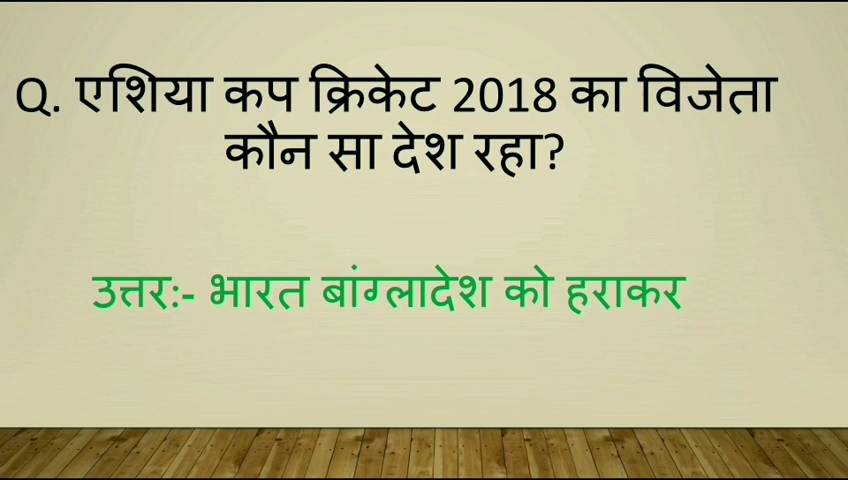 Q. एशिया कप क्रिकेट 2018 का विजेता
कौन सा देश रहा?
उत्तर:- भारत बांग्लादेश को हराकर